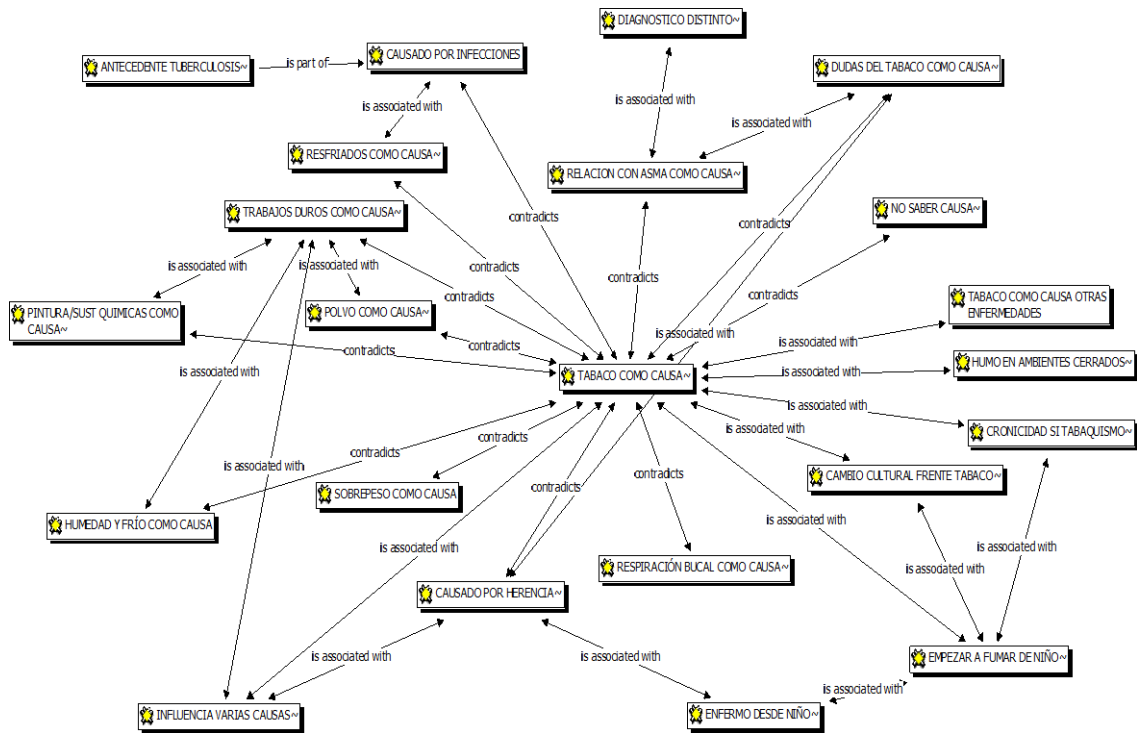 DIAGNOSTICO DISTINTO~
ANTECEDENTE TUBERCULOSIS~
is part of
CAUSADO POR INFECCIONES
DUDAS DEL TABACO COMO CAUSA~
is associated with
is associated with
is associated with
RESFRIADOS COMO CAUSA~
RELACION CON ASMA COMO CAUSA~
TRABAJOS DUROS COMO CAUSA~
NO SABER CAUSA~
contradicts
contradicts
contradicts
is associated with
is associated with
contradicts
contradicts
PINTURA/SUST QUIMICAS COMO
CAUSA~
POLVO COMO CAUSA~
TABACO COMO CAUSA OTRAS
ENFERMEDADES
is associated with
contradicts
contradicts
is associated with
is associated with
TABACO COMO CAUSA~
is associated with
HUMO EN AMBIENTES CERRADOS~
is associated with
is associated with
CRONICIDAD SI TABAQUISMO~
contradicts
contradicts
is associated with
is associated with
contradicts
contradicts
CAMBIO CULTURAL FRENTE TABACO~
SOBREPESO COMO CAUSA
HUMEDAD Y FRÍO COMO CAUSA
is associated with
is associated with
is associated with
RESPIRACIÓN BUCAL COMO CAUSA~
is associated with
CAUSADO POR HERENCIA~
is associated with
is associated with
EMPEZAR A FUMAR DE NIÑO~
is associated with
INFLUENCIA VARIAS CAUSAS~
ENFERMO DESDE NIÑO~